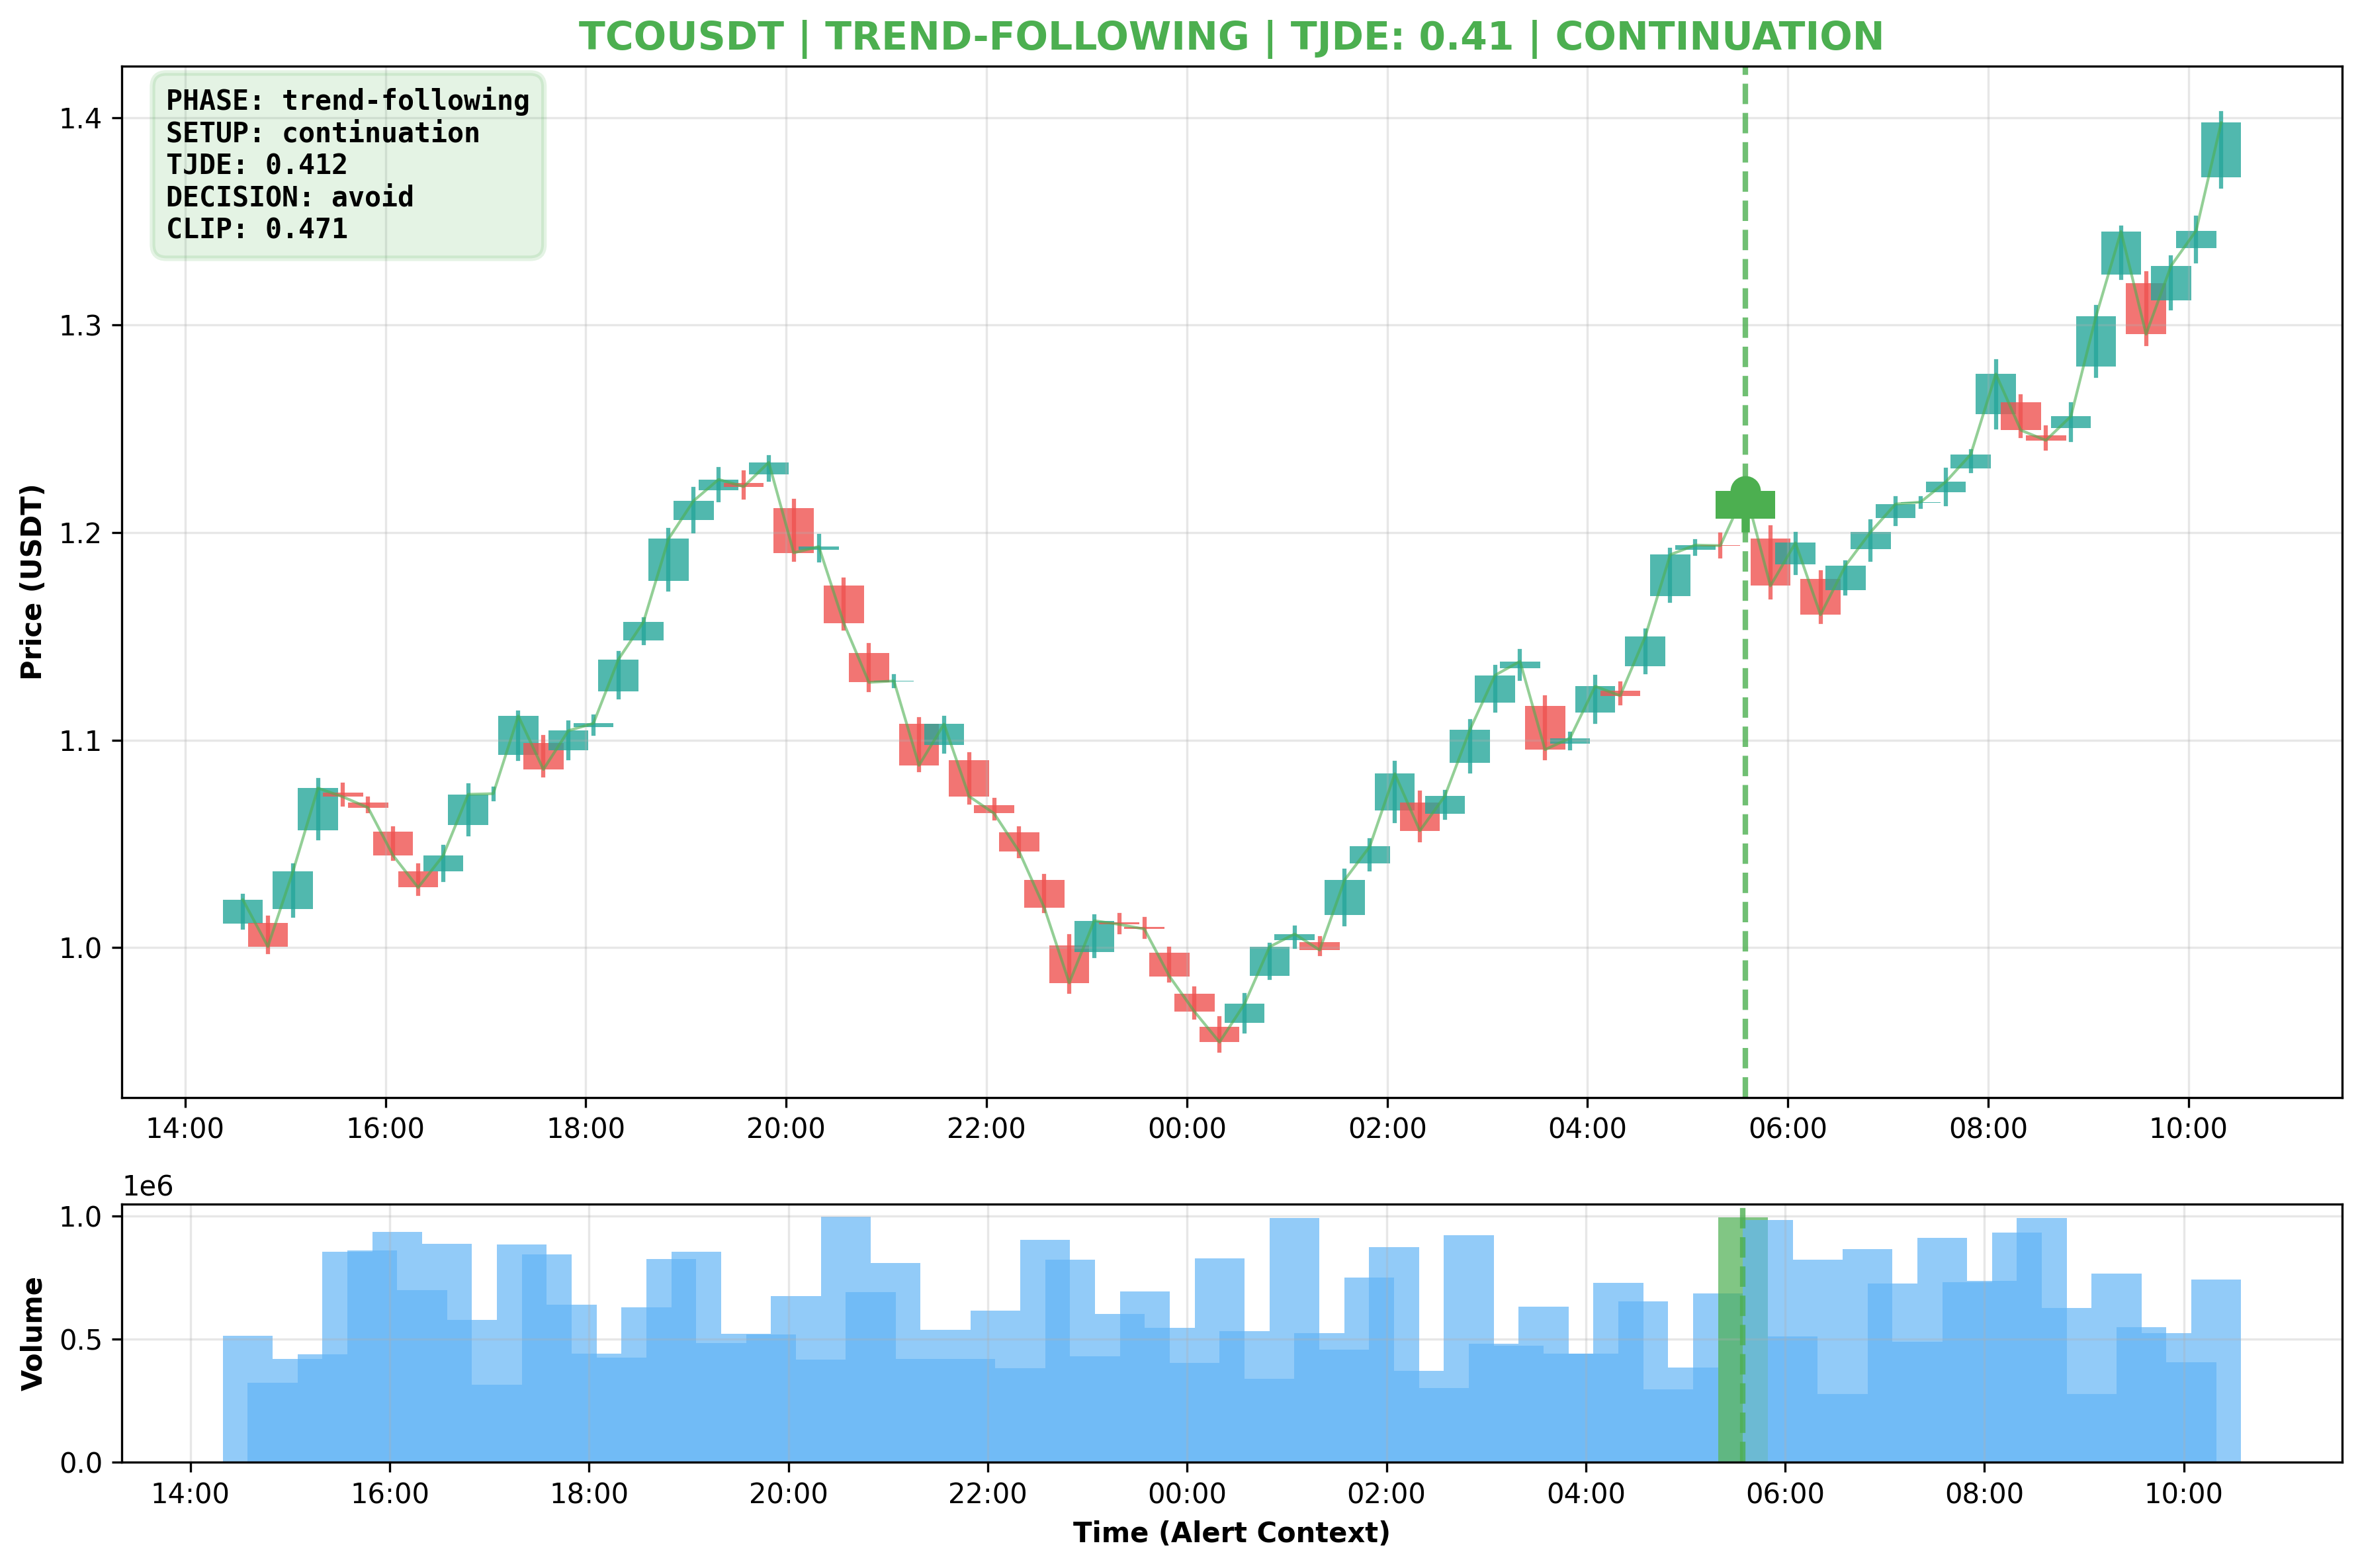 TCOUSDT | TREND-FOLLOWING | TJDE: 0.41 | CONTINUATION
PHASE: trend-following
SETUP: continuation
TJDE: 0.412
DECISION: avoid
CLIP: 0.471
Price (USDT)
1.4
1.3
1.2
1.1
1.0
14:00 16:00 18:00 20:00 22:00 00:00 02:00 04:00 06:00 08:00 10:00
1e6
Volume
1.0
0.5
0.0
14:00 16:00 18:00 20:00 22:00 00:00 02:00 04:00 06:00 08:00 10:00
Time (Alert Context)